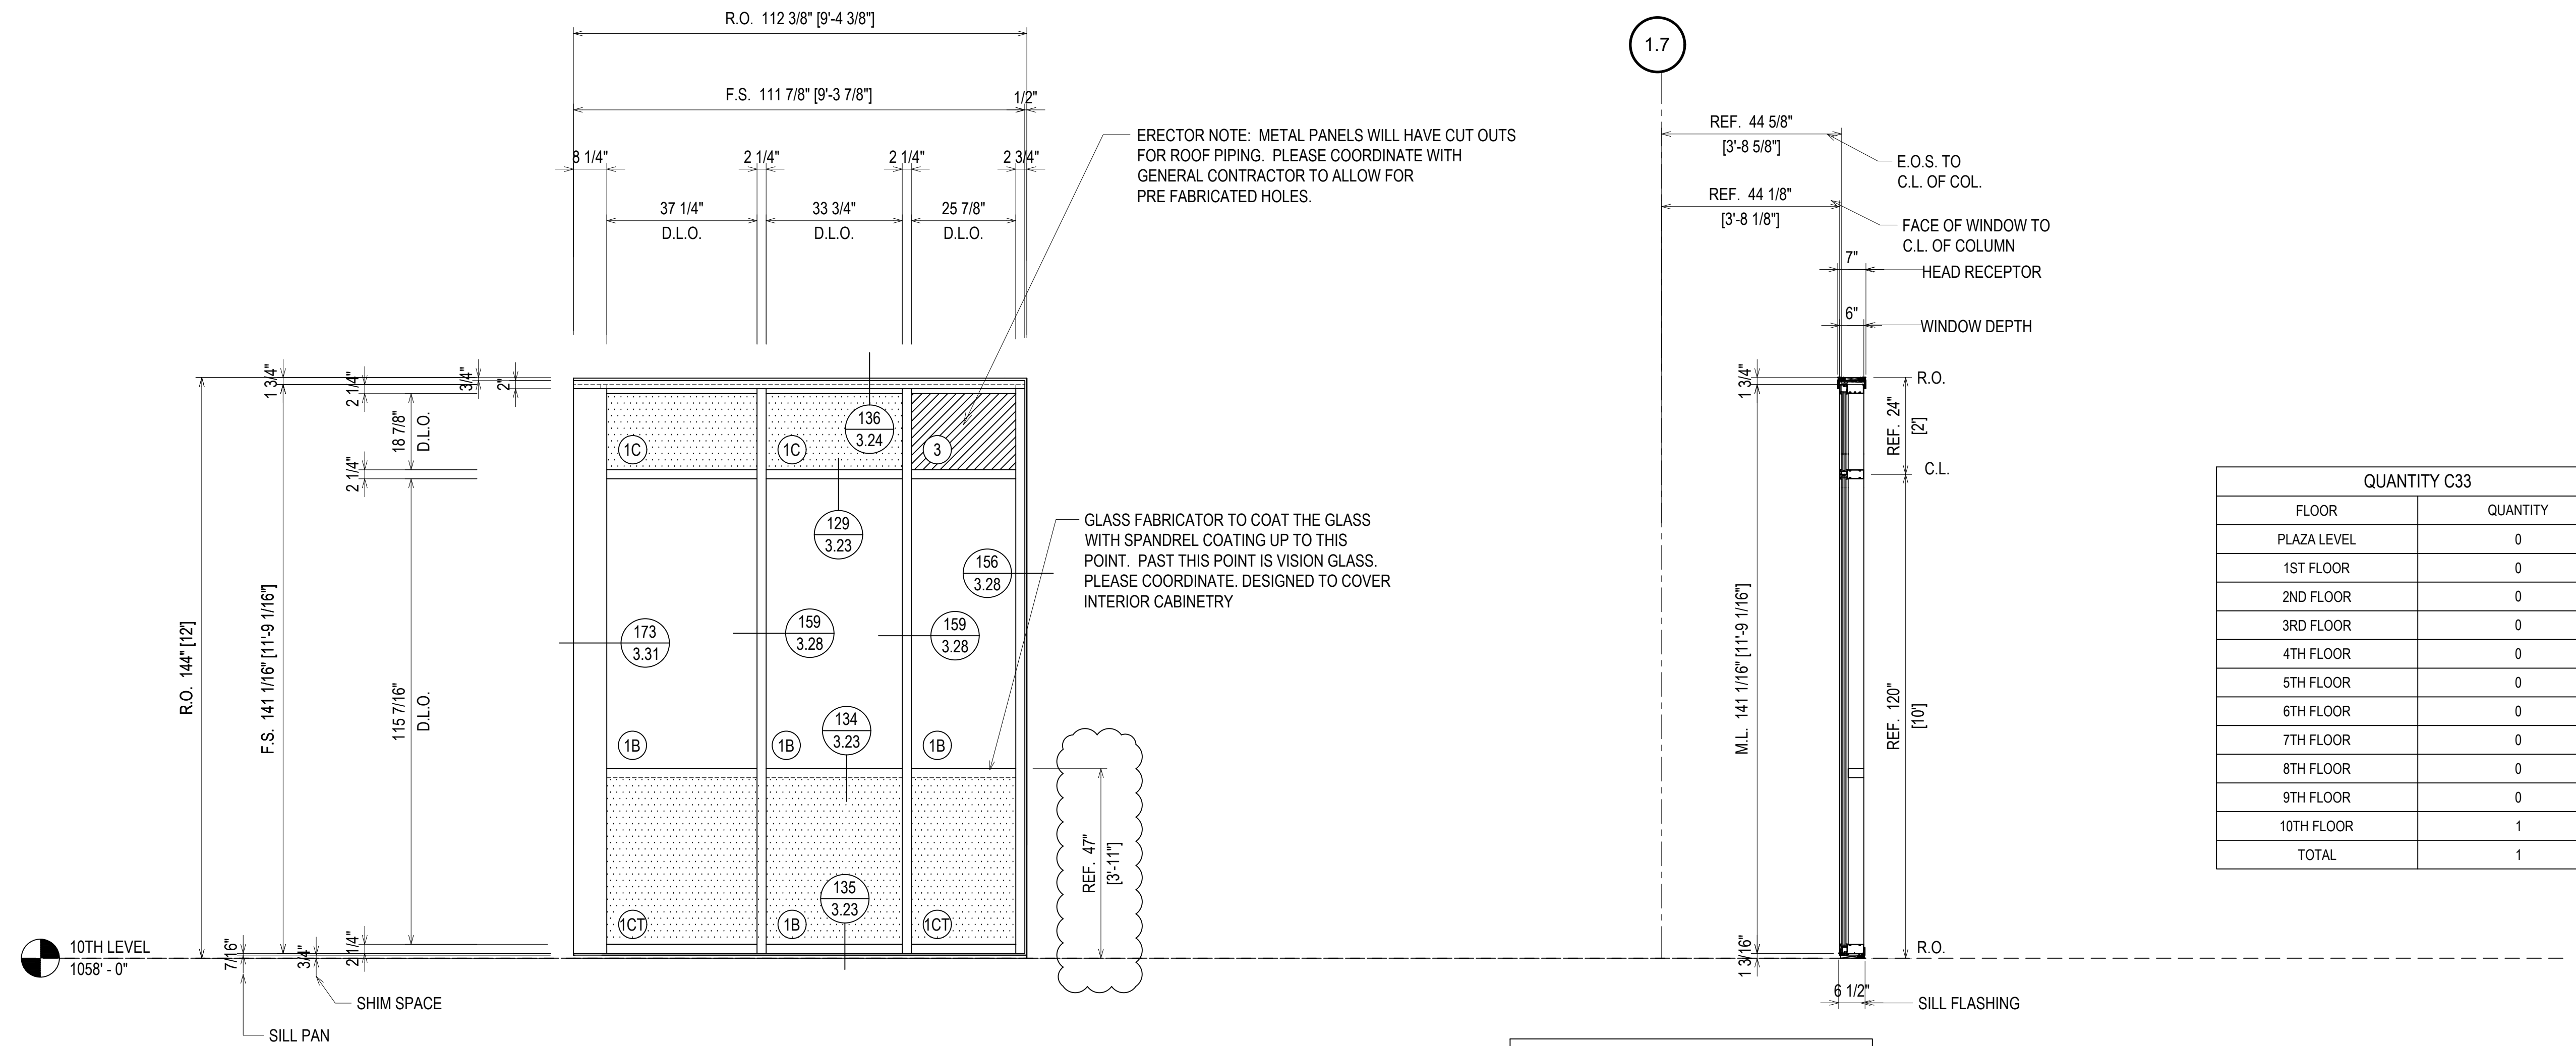 R.O. 112 3/8" [9'-4 3/8"]
F.S. 111 7/8" [9'-3 7/8"]
1/2"
8 1/4"
2 1/4"
2 1/4"
2 3/4"
37 1/4"
D.L.O.
33 3/4"
D.L.O.
25 7/8"
D.L.O.
ERECTOR NOTE: METAL PANELS WILL HAVE CUT OUTS
FOR ROOF PIPING. PLEASE COORDINATE WITH
GENERAL CONTRACTOR TO ALLOW FOR
PRE FABRICATED HOLES.
1 3/4"
2 1/4"
3/4"
2"
18 7/8"
D.L.O.
2 1/4"
R.O. 144" [12']
F.S. 141 1/16" [11'-9 1/16"]
115 7/16"
D.L.O.
7/16"
3/4"
2 1/4"
10TH LEVEL
1058' - 0"
SHIM SPACE
SILL PAN
1C
1C
136
3.24
3
129
3.23
156
3.28
173
3.31
159
3.28
159
3.28
1B
1B
134
3.23
1B
1CT
1B
135
3.23
1CT
GLASS FABRICATOR TO COAT THE GLASS
WITH SPANDREL COATING UP TO THIS
POINT. PAST THIS POINT IS VISION GLASS.
PLEASE COORDINATE. DESIGNED TO COVER
INTERIOR CABINETRY
REF. 47"
[3'-11"]
1.7
REF. 44 5/8"
[3'-8 5/8"]
E.O.S. TO
C.L. OF COL.
REF. 44 1/8"
[3'-8 1/8"]
FACE OF WINDOW TO
C.L. OF COLUMN
7"
HEAD RECEPTOR
6"
WINDOW DEPTH
1 3/4"
R.O.
REF. 24"
[2']
C.L.
M.L. 141 1/16" [11'-9 1/16"]
REF. 120"
[10']
1 3/16"
R.O.
6 1/2"
SILL FLASHING
QUANTITY C33
FLOOR QUANTITY
PLAZA LEVEL 0
1ST FLOOR 0
2ND FLOOR 0
3RD FLOOR 0
4TH FLOOR 0
5TH FLOOR 0
6TH FLOOR 0
7TH FLOOR 0
8TH FLOOR 0
9TH FLOOR 0
10TH FLOOR 1
TOTAL 1